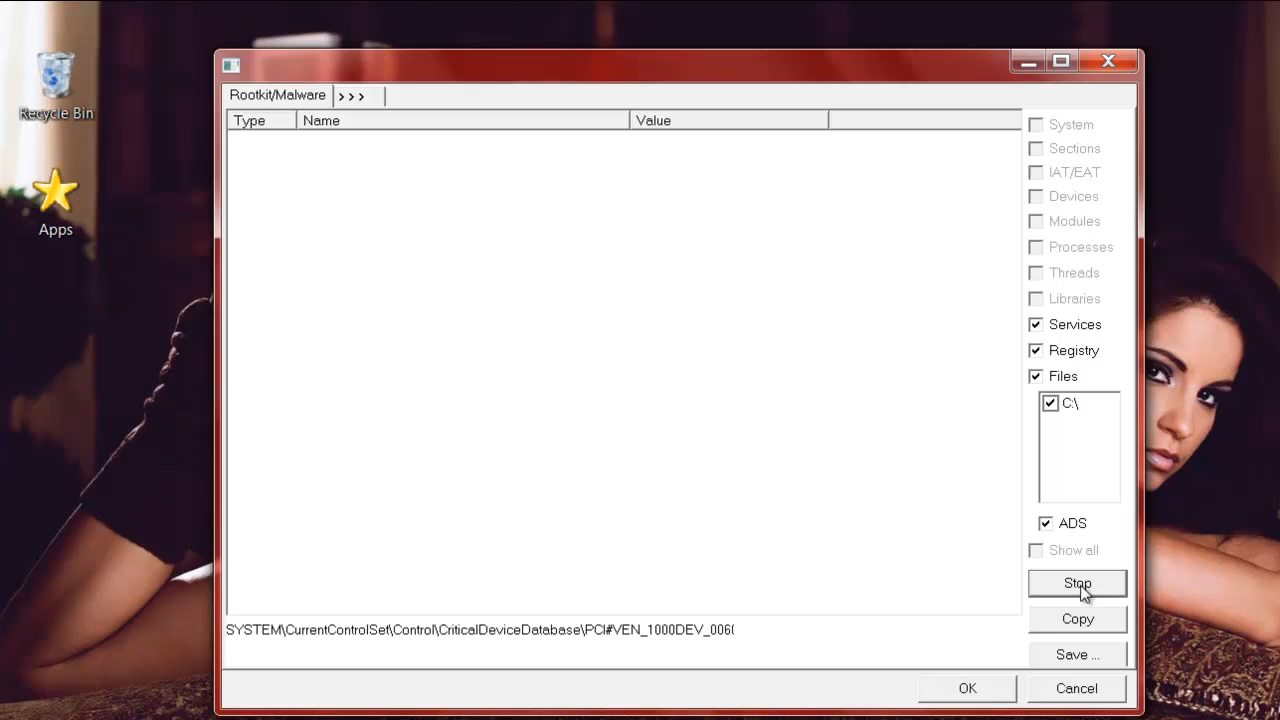 Recycle Bin
Apps
Rootkit/Malware
> > >
Type Name Value
System
Sections
IAT/EAT
Devices
Modules
Processes
Threads
Libraries
Services
Registry
Files
C:\
ADS
Show all
Stop
Copy
Save ...
SYSTEM\CurrentControlSet\Control\CriticalDeviceDatabase\PCI#VEN_1000DEV_006
OK Cancel